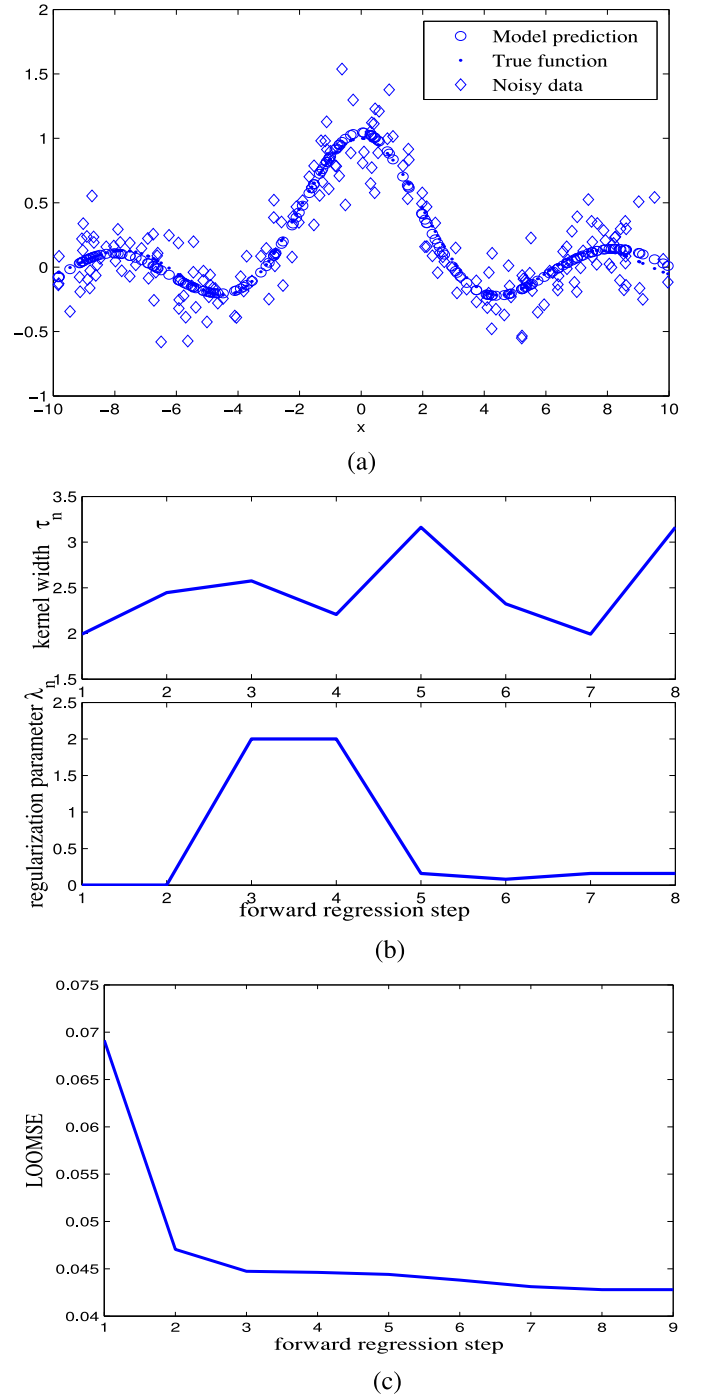 2
1.5
1
0.5
0
−0.5
−1
Model prediction
True function
Noisy data
−10 −8 −6 −4 −2 0 2 4 6 8 10
x
(a)
3.5
3
2.5
2
1.5
kernel width τn
1 2 3 4 5 6 7 8
2.5
2
1.5
1
0.5
0
regularization parameter λn
1 2 3 4 5 6 7 8
forward regression step
(b)
0.075
0.07
0.065
0.06
0.055
0.05
0.045
0.04
LOOMSE
1 2 3 4 5 6 7 8 9
forward regression step
(c)